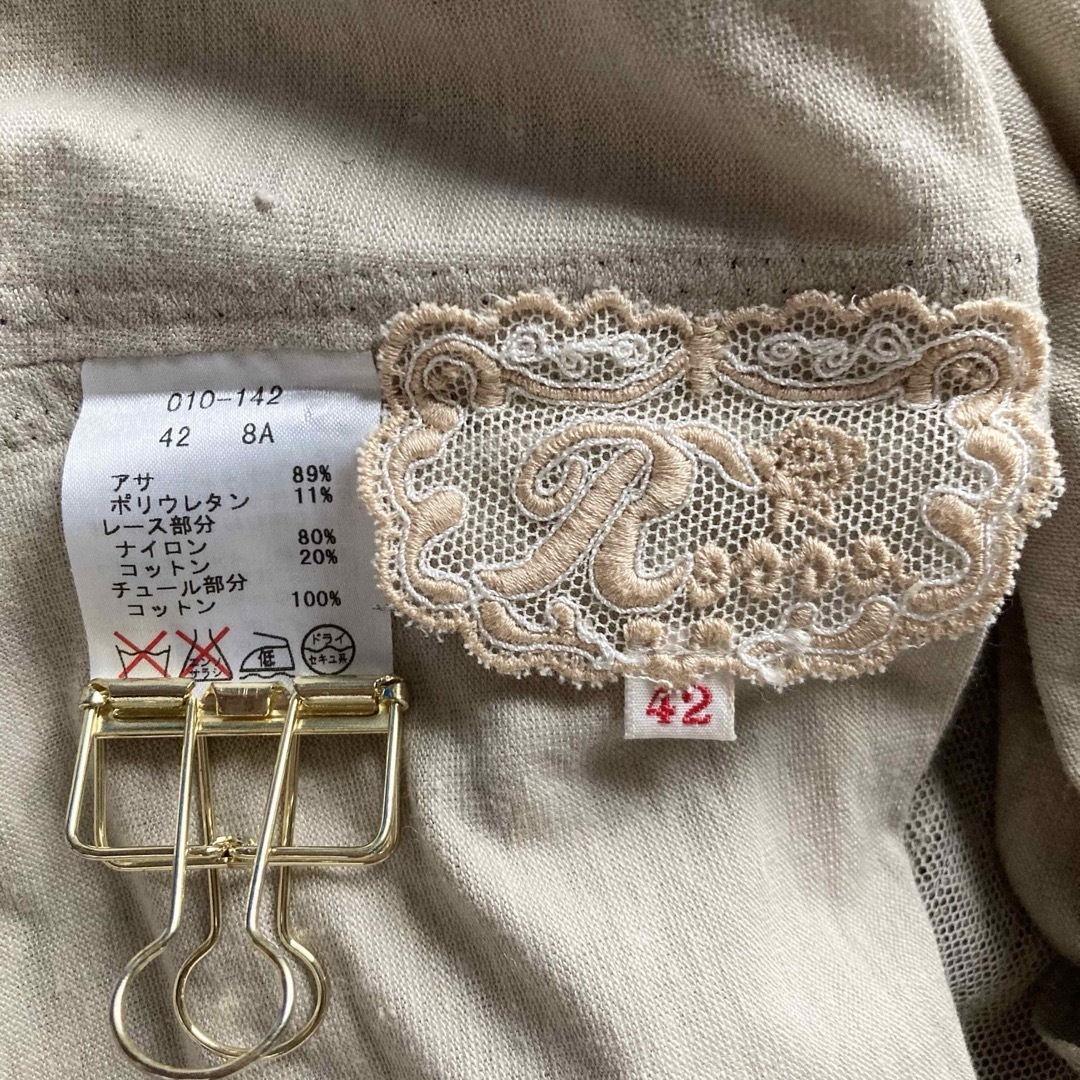 010-142
42 8A
アサ 89%
ポリウレタン 11%
レース部分
ナイロン 80%
コットン 20%
チュール部分
コットン 100%
低
ドライ
セキユ系
R
42